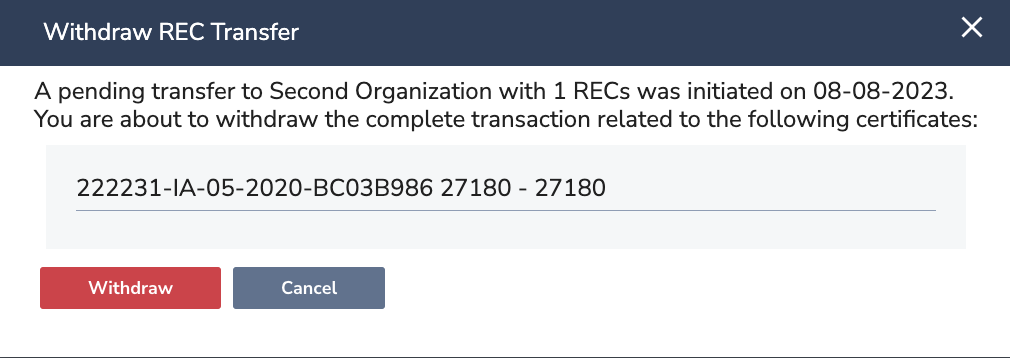 Withdraw REC Transfer
A pending transfer to Second Organization with 1 RECs was initiated on 08-08-2023.
You are about to withdraw the complete transaction related to the following certificates:
222231-IA-05-2020-BC03B986 27180 - 27180
Withdraw
Cancel